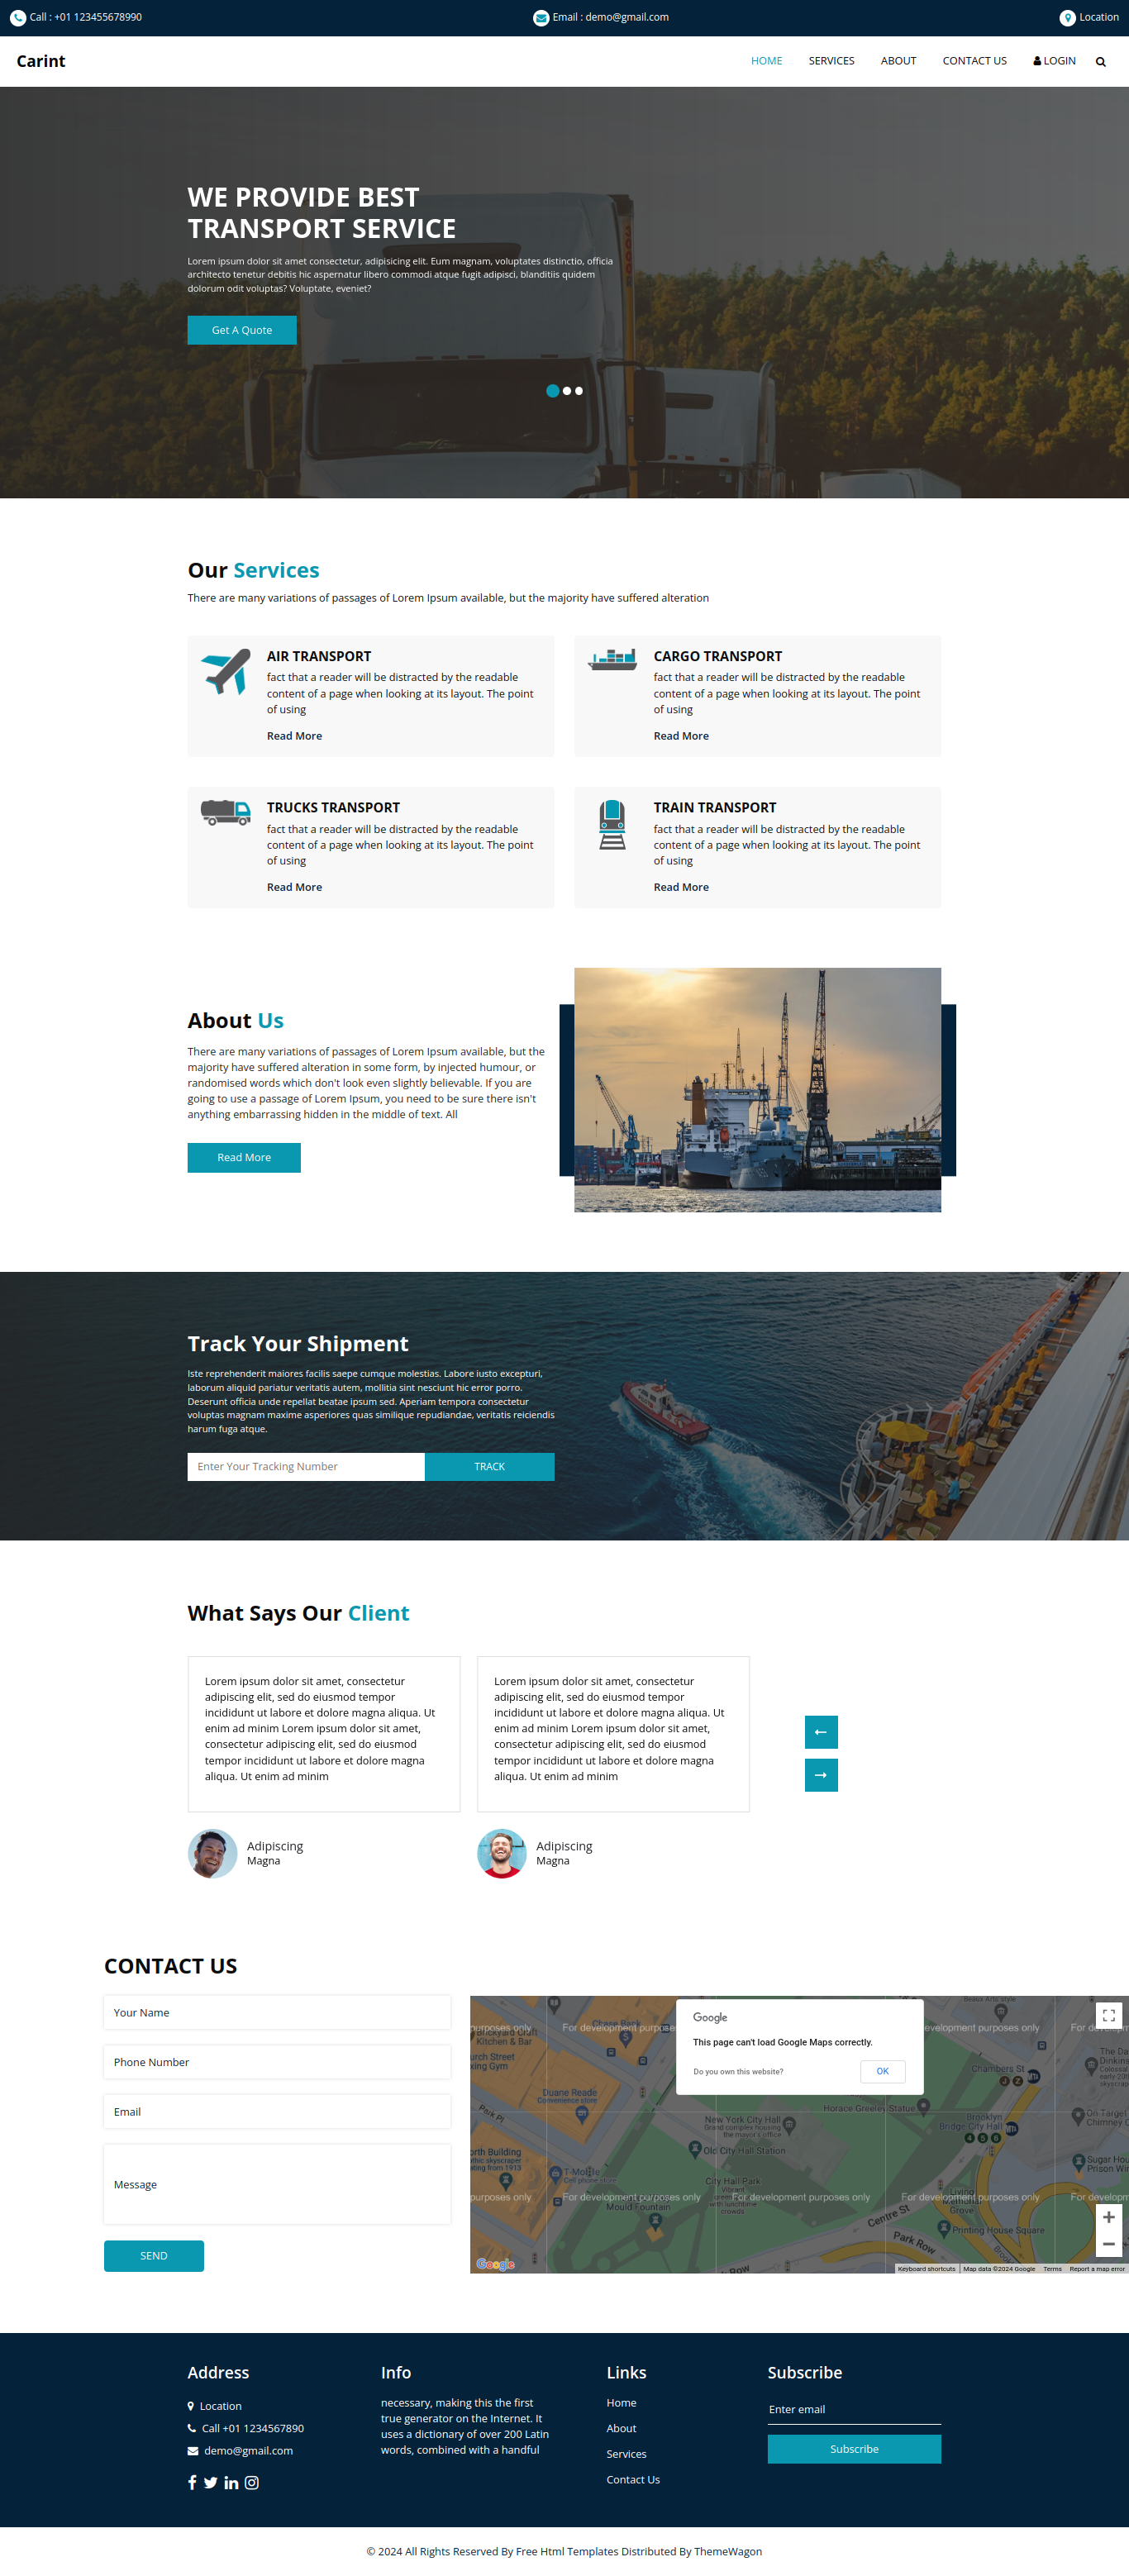 Call : +01 123455678990
Email : demo@gmail.com
Location
Carint
HOME
SERVICES
ABOUT
CONTACT US
LOGIN
WE PROVIDE BEST
TRANSPORT SERVICE
Lorem ipsum dolor sit amet consectetur, adipisicing elit. Eum magnam, voluptates distinctio, officia
architecto tenetur debitis hic aspernatur libero commodi atque fugit adipisci, blanditiis quidem
dolorum odit voluptas? Voluptate, eveniet?
Get A Quote
Our Services
There are many variations of passages of Lorem Ipsum available, but the majority have suffered alteration
AIR TRANSPORT
fact that a reader will be distracted by the readable
content of a page when looking at its layout. The point
of using
Read More
CARGO TRANSPORT
fact that a reader will be distracted by the readable
content of a page when looking at its layout. The point
of using
Read More
TRUCKS TRANSPORT
fact that a reader will be distracted by the readable
content of a page when looking at its layout. The point
of using
Read More
TRAIN TRANSPORT
fact that a reader will be distracted by the readable
content of a page when looking at its layout. The point
of using
Read More
About Us
There are many variations of passages of Lorem Ipsum available, but the
majority have suffered alteration in some form, by injected humour, or
randomised words which don't look even slightly believable. If you are
going to use a passage of Lorem Ipsum, you need to be sure there isn't
anything embarrassing hidden in the middle of text. All
Read More
Track Your Shipment
Iste reprehenderit maiores facilis saepe cumque molestias. Labore iusto excepturi,
laborum aliquid pariatur veritatis autem, mollitia sint nesciunt hic error porro.
Deserunt officia unde repellat beatae ipsum sed. Aperiam tempora consectetur
voluptas magnam maxime asperiores quas similique repudiandae, veritatis reiciendis
harum fuga atque.
Enter Your Tracking Number
TRACK
What Says Our Client
Lorem ipsum dolor sit amet, consectetur
adipiscing elit, sed do eiusmod tempor
incididunt ut labore et dolore magna aliqua. Ut
enim ad minim Lorem ipsum dolor sit amet,
consectetur adipiscing elit, sed do eiusmod
tempor incididunt ut labore et dolore magna
aliqua. Ut enim ad minim
Adipiscing
Magna
Lorem ipsum dolor sit amet, consectetur
adipiscing elit, sed do eiusmod tempor
incididunt ut labore et dolore magna aliqua. Ut
enim ad minim Lorem ipsum dolor sit amet,
consectetur adipiscing elit, sed do eiusmod
tempor incididunt ut labore et dolore magna
aliqua. Ut enim ad minim
Adipiscing
Magna
CONTACT US
Your Name
Phone Number
Email
Message
SEND
Google
This page can't load Google Maps correctly.
Do you own this website?
OK
purposes only
For development purpose
velopment purposes only
Duane Reade
Convenience store
Park Pl
Chambers St
J Z
Horace Greeley Statue
New York City Hall
Grand complex housing
the mayor's office
Old City Hall Station
Brooklyn
Bridge-City Hall
4 5 6
T-Mobile
Cell phone store
City Hall Park
purposes only
For development purposes only
For development purposes only
For development purposes only
Mould Fountain
crowds
Centre St
Park Row
Printing House Square
Google
Keyboard shortcuts
Map data ©2024 Google
Terms
Report a map error
Address
Location
Call +01 1234567890
demo@gmail.com
Info
necessary, making this the first
true generator on the Internet. It
uses a dictionary of over 200 Latin
words, combined with a handful
Links
Home
About
Services
Contact Us
Subscribe
Enter email
Subscribe
© 2024 All Rights Reserved By Free Html Templates Distributed By ThemeWagon